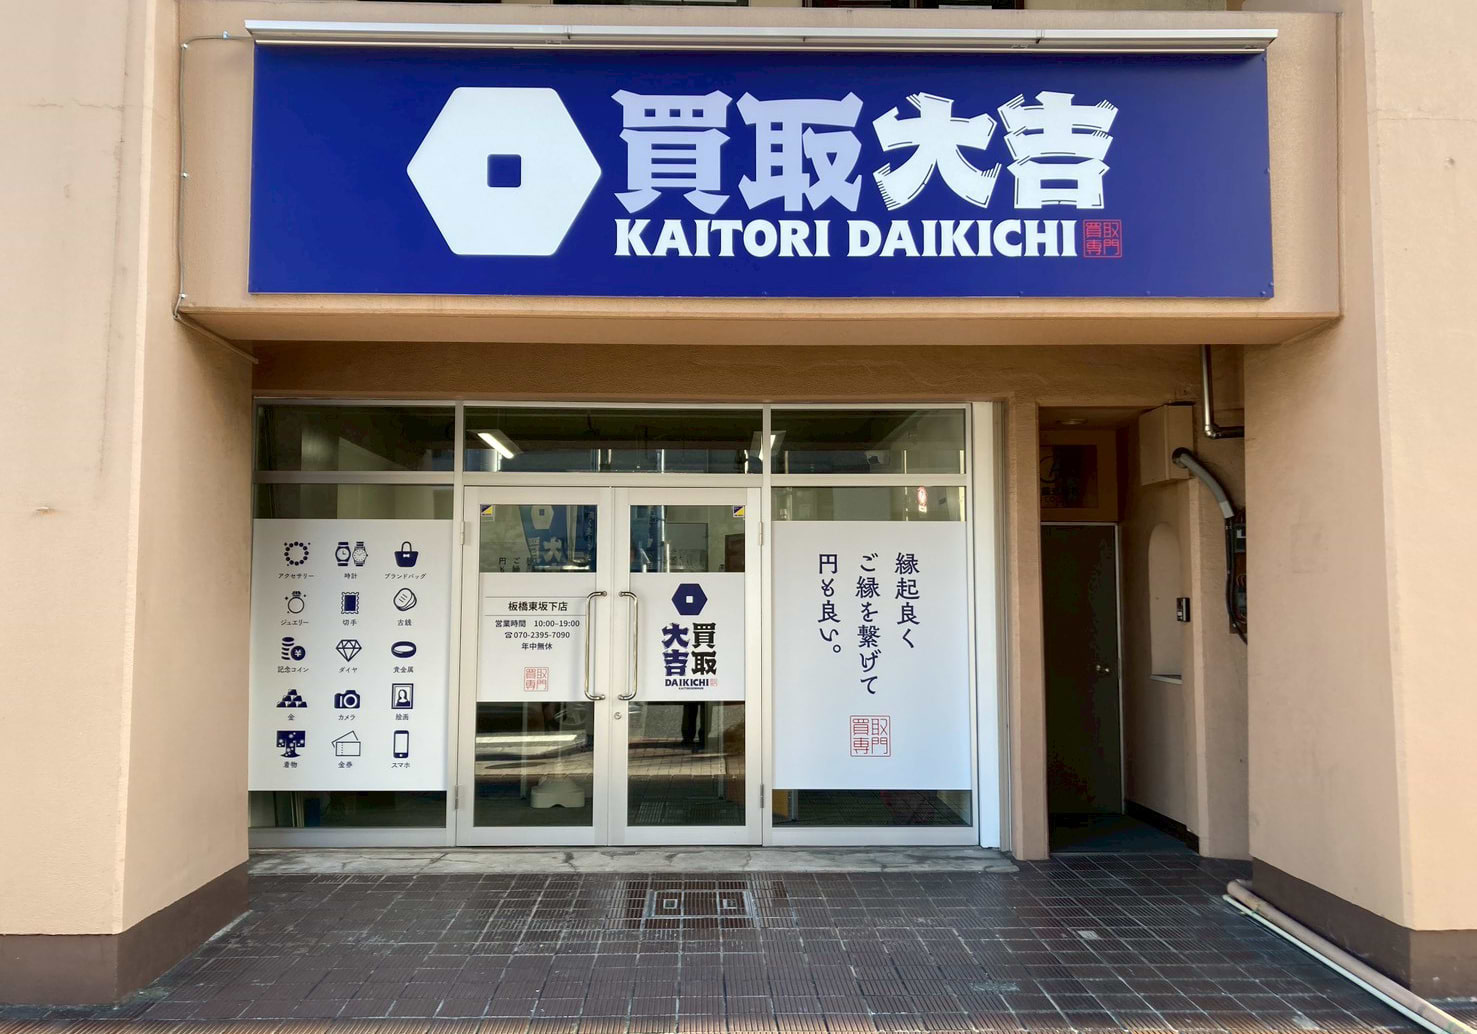 買取大吉
KAITORI DAIKICHI
買取
専門
アクセサリー
時計
ブランドバッグ
ジュエリー
切手
古銭
記念コイン
ダイヤ
貴金属
金
カメラ
絵画
着物
金券
スマホ
板橋東坂下店
営業時間 10:00-19:00
☎070-2395-7090
年中無休
買取
専門
買取
大吉
DAIKICHI
縁起良く
ご縁を繋げて
円も良い。
買取
専門